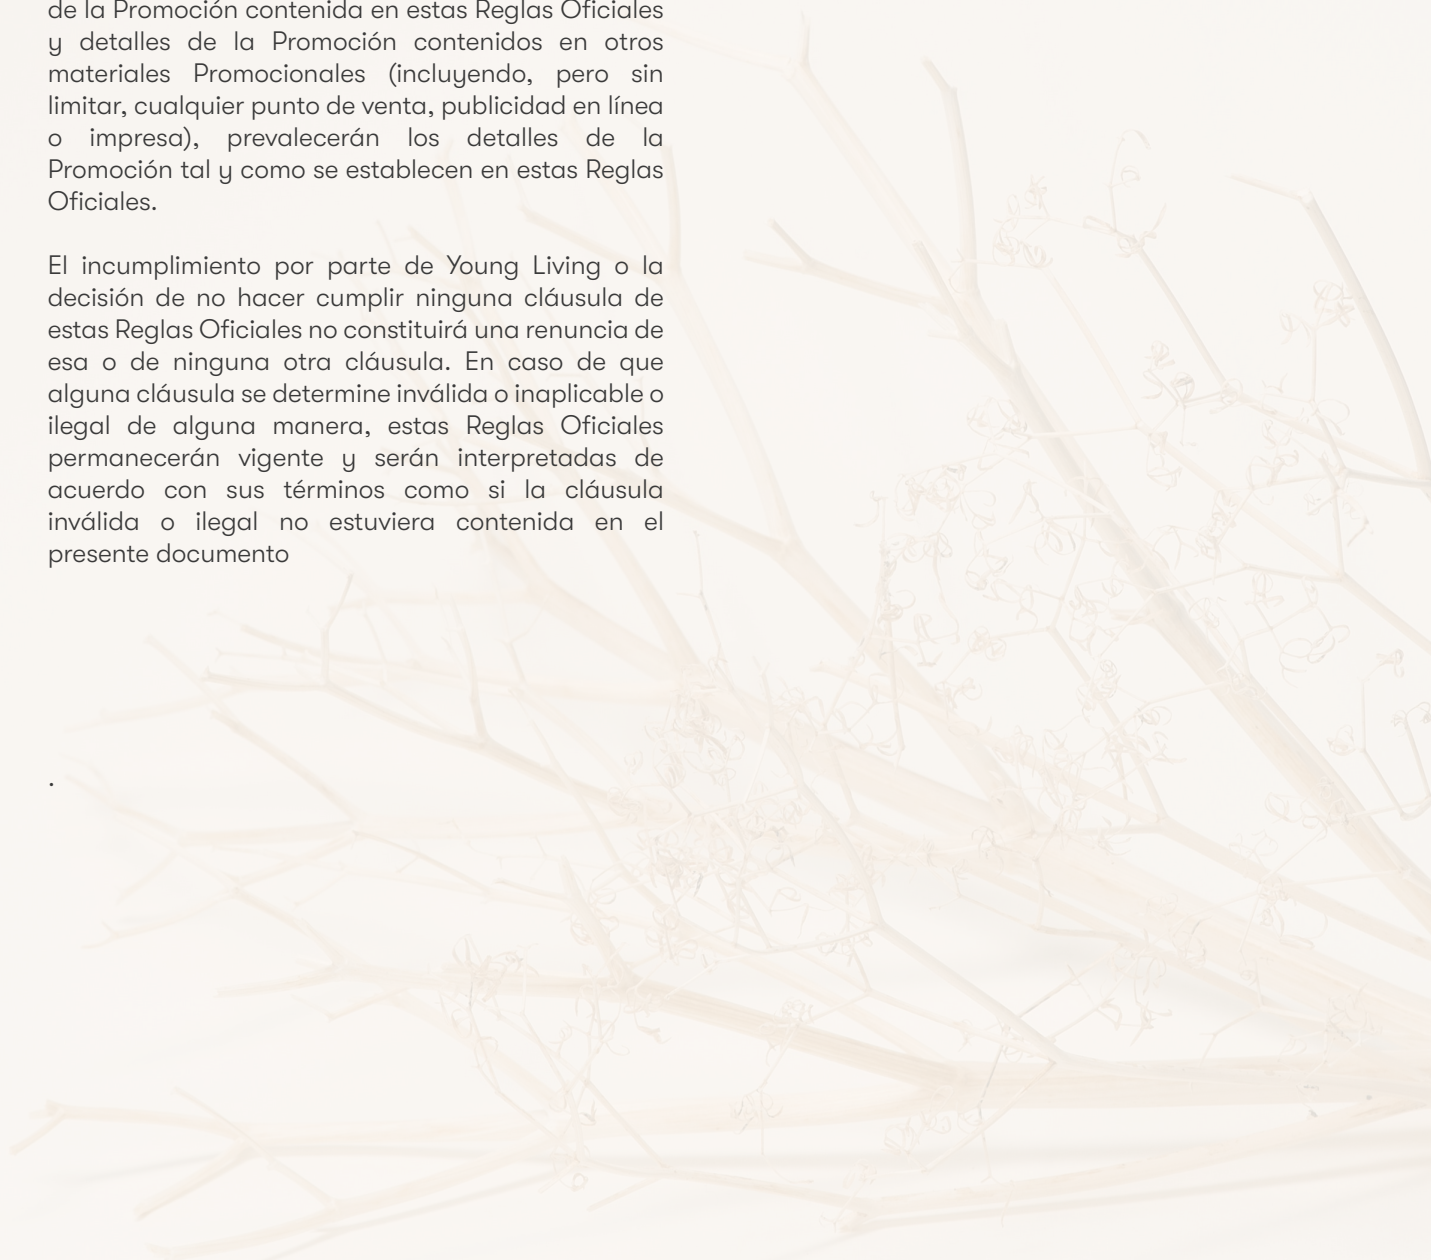 de la Promoción contenida en estas Reglas Oficiales
y detalles de la Promoción contenidos en otros
materiales Promocionales (incluyendo, pero sin
limitar, cualquier punto de venta, publicidad en línea
o impresa), prevalecerán los detalles de la
Promoción tal y como se establecen en estas Reglas
Oficiales.
El incumplimiento por parte de Young Living o la
decisión de no hacer cumplir ninguna cláusula de
estas Reglas Oficiales no constituirá una renuncia de
esa o de ninguna otra cláusula. En caso de que
alguna cláusula se determine inválida o inaplicable o
ilegal de alguna manera, estas Reglas Oficiales
permanecerán vigente y serán interpretadas de
acuerdo con sus términos como si la cláusula
inválida o ilegal no estuviera contenida en el
presente documento
.